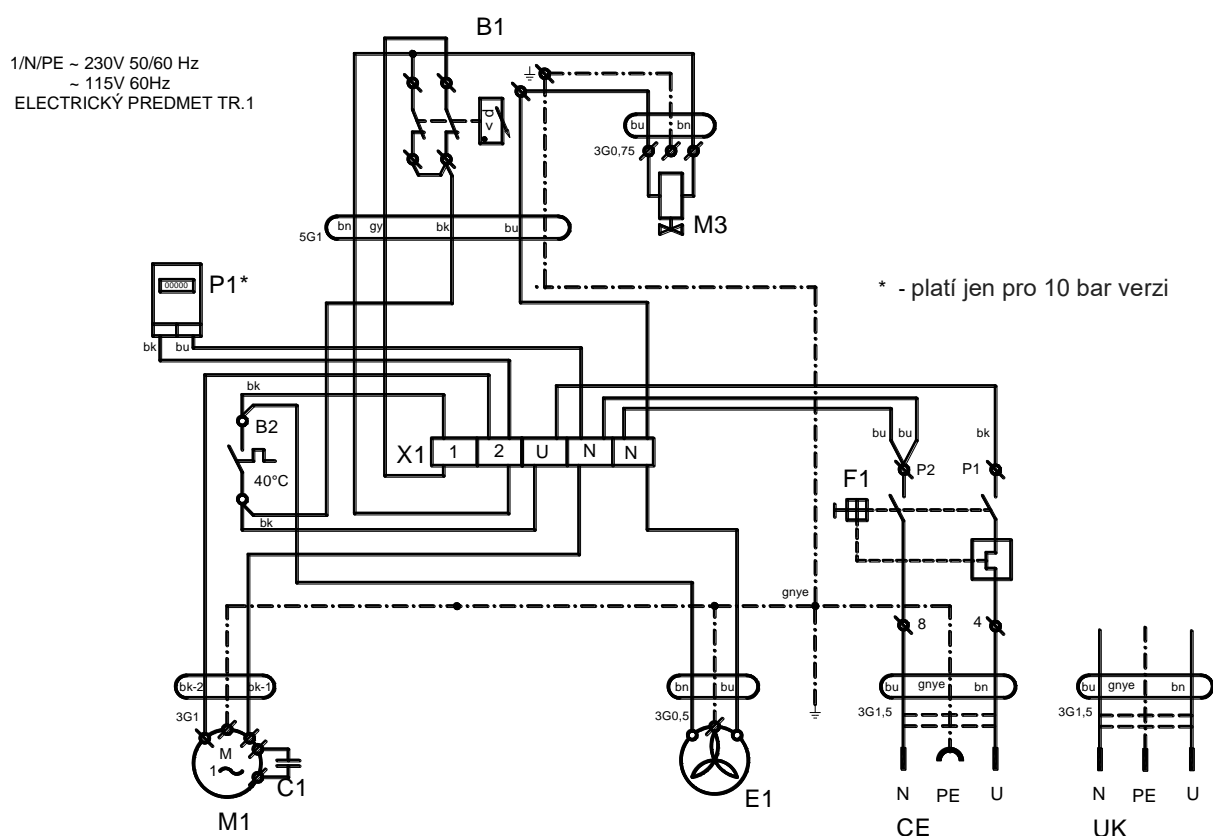 B1
1/N/PE ~ 230V 50/60 Hz
~ 115V 60Hz
ELECTRICKÝ PREDMET TR.1
< d
bu bn
3G0,75
M3
bn gy bk bu
5G1
P1*
00000
* - platí jen pro 10 bar verzi
bk bu
bk
B2
40°C
bk
X1 1 2 U N N
bu bu bk
P2 P1
F1
gnye
8 4
bk-2 bk-1
3G1
bn bu
3G0,5
bu gnye bn
3G1,5
bu gnye bn
3G1,5
M
1~
C1
M1
E1
N PE U
CE
N PE U
UK